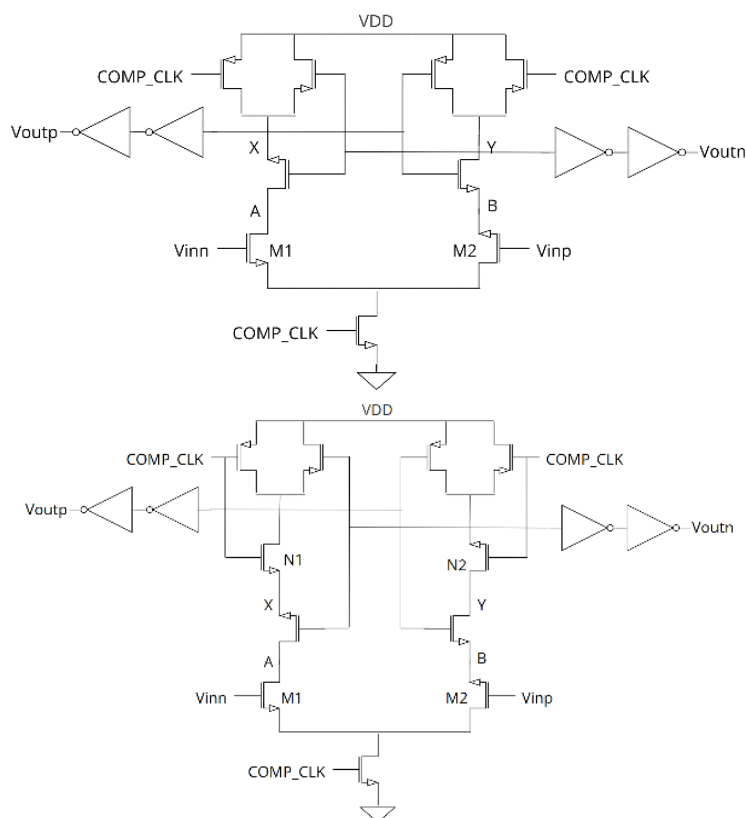 VDD
COMP_CLK COMP_CLK
Voutp X Y Voutn
A B
Vinn M1 M2 Vinp
COMP_CLK
VDD
COMP_CLK COMP_CLK
Voutp Voutn
N1 N2
X Y
A B
Vinn M1 M2 Vinp
COMP_CLK